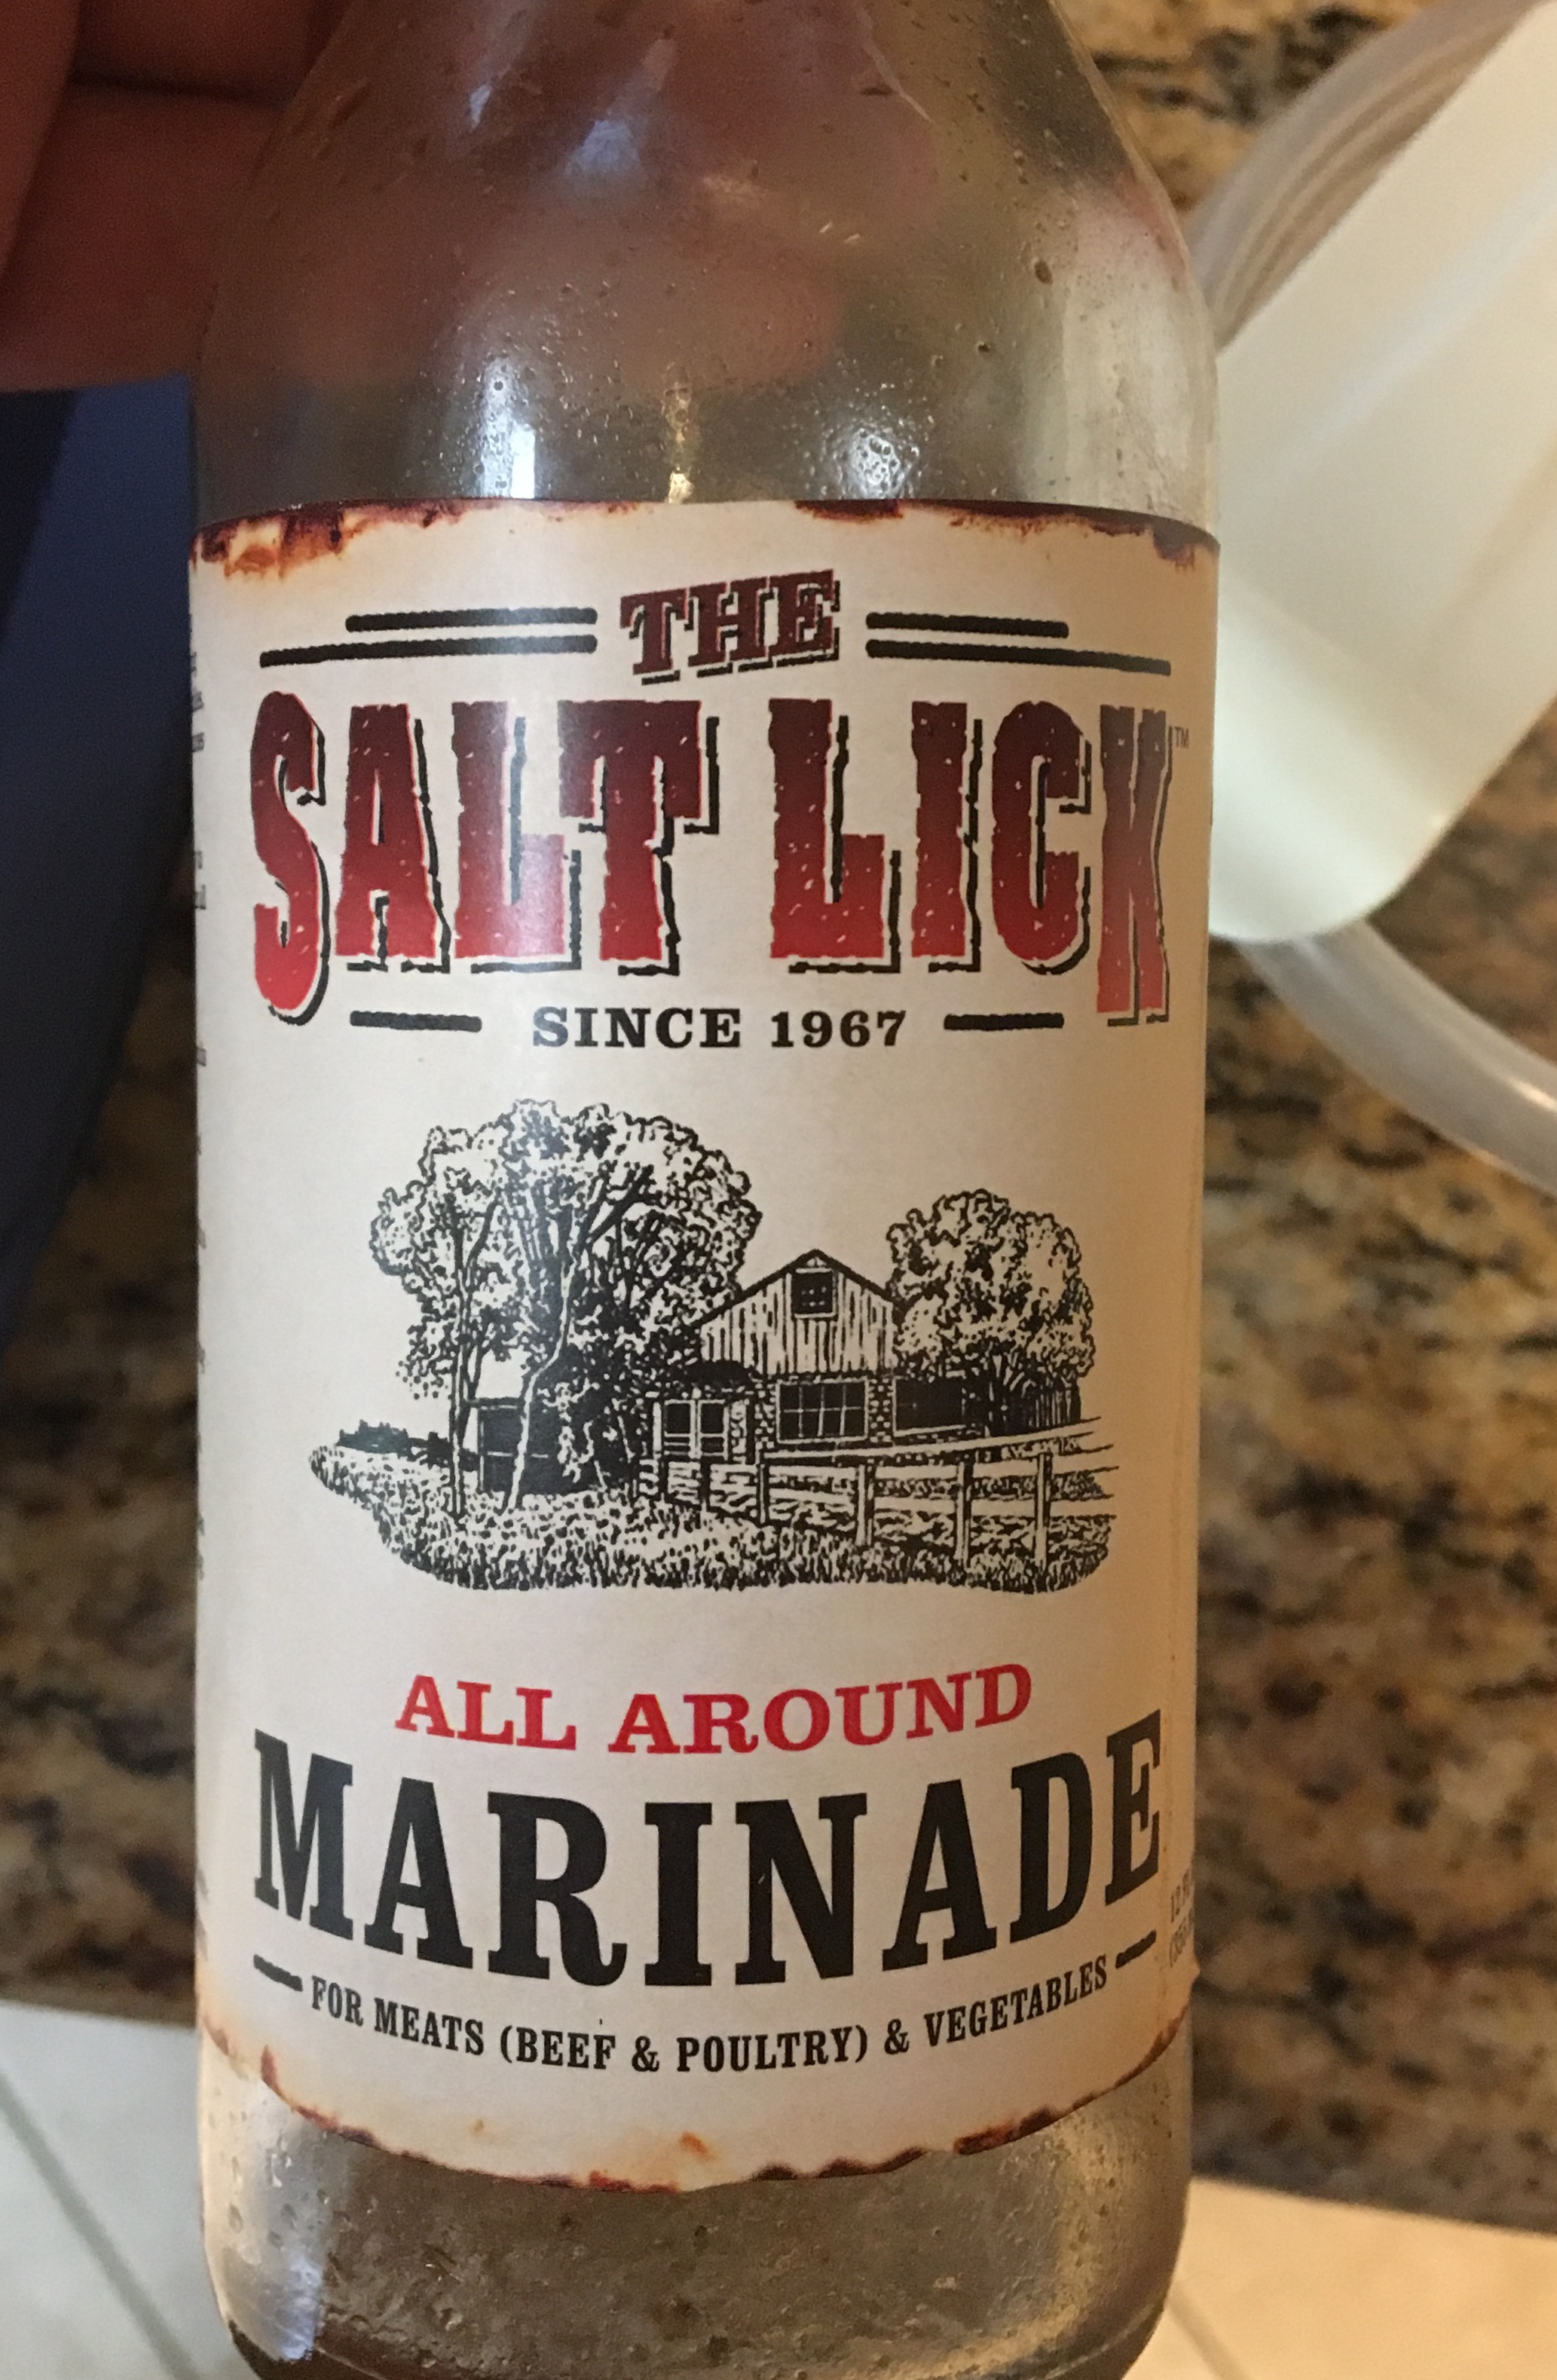 THE
SALT LICK™
SINCE 1967
ALL AROUND
MARINADE
FOR MEATS (BEEF & POULTRY) & VEGETABLES